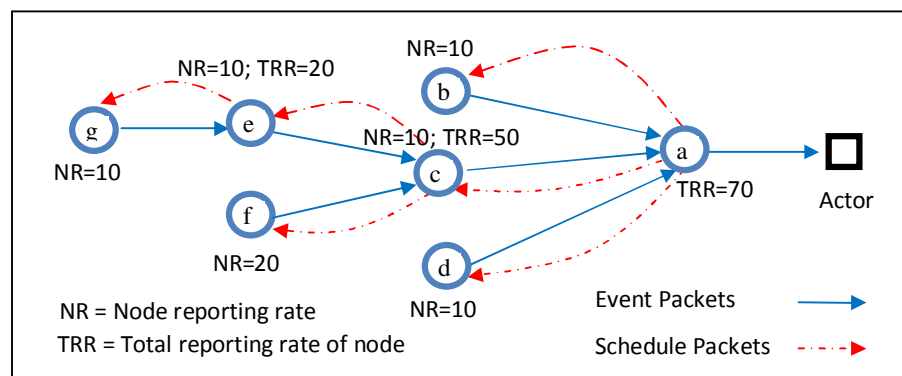 NR=10
NR=10; TRR=20
b
e
g
NR=10; TRR=50
a
NR=10
c
TRR=70
Actor
f
NR=20
d
NR=10
Event Packets
NR = Node reporting rate
Schedule Packets
TRR = Total reporting rate of node